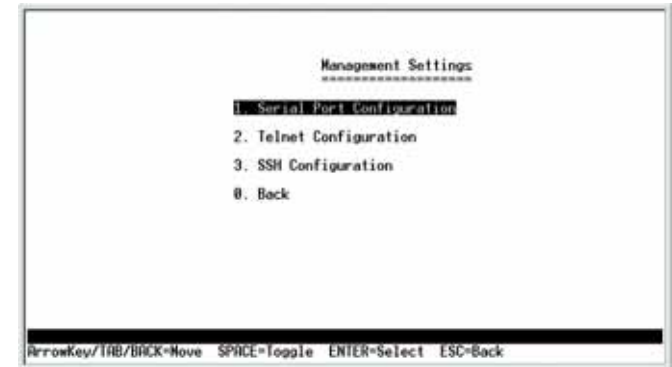 Management Settings
===================
1. Serial Port Configuration
2. Telnet Configuration
3. SSH Configuration
0. Back
ArrowKey/TAB/BACK=Move SPACE=Toggle ENTER=Select ESC=Back